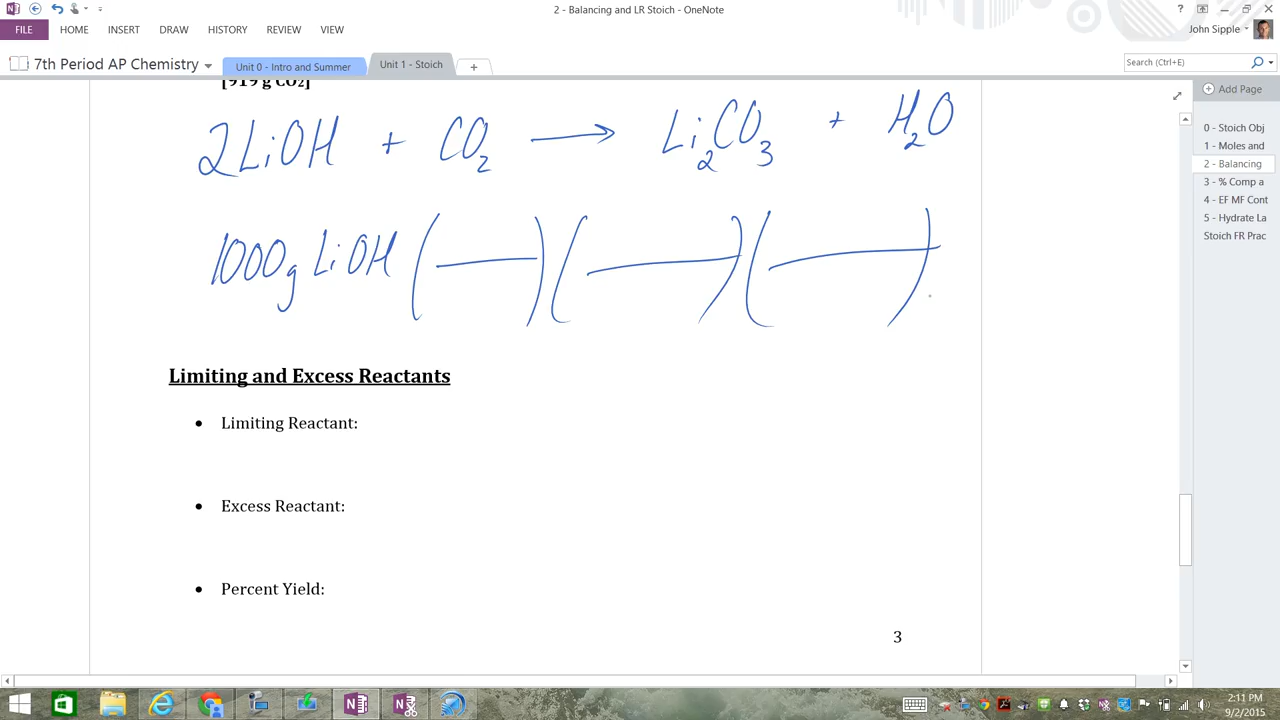 2 - Balancing and LR Stoich - OneNote
FILE HOME INSERT DRAW HISTORY REVIEW VIEW John Sipple
7th Period AP Chemistry Unit 0 - Intro and Summer Unit 1 - Stoich + Search (Ctrl+E)
[919 g CO₂]
2LiOH + CO₂ → Li₂CO₃ + H₂O
1000g LiOH ( — )( — )( — )
Limiting and Excess Reactants
• Limiting Reactant:
• Excess Reactant:
• Percent Yield:
3
Add Page
0 - Stoich Obj
1 - Moles and
2 - Balancing
3 - % Comp a
4 - EF MF Cont
5 - Hydrate La
Stoich FR Prac
2:11 PM
9/2/2015